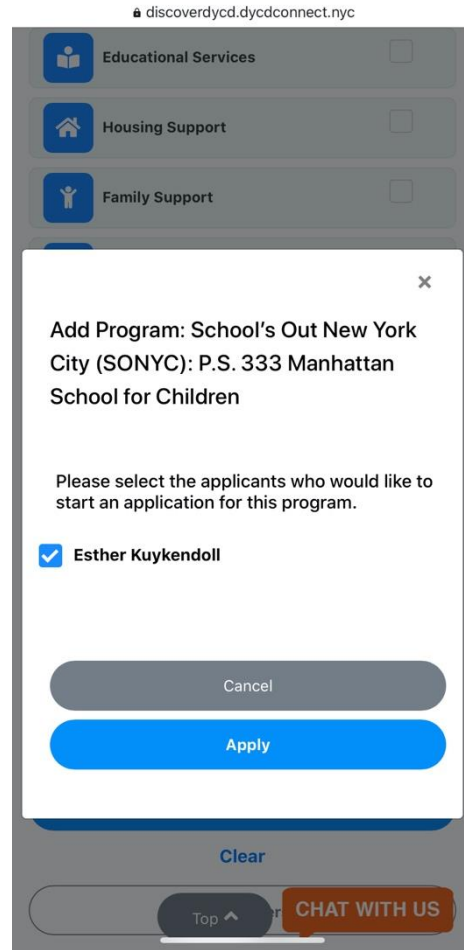 discoverdycd.dycdconnect.nyc
Educational Services
Housing Support
Family Support
×
Add Program: School's Out New York
City (SONYC): P.S. 333 Manhattan
School for Children
Please select the applicants who would like to
start an application for this program.
Esther Kuykendoll
Cancel
Apply
Clear
Top
CHAT WITH US